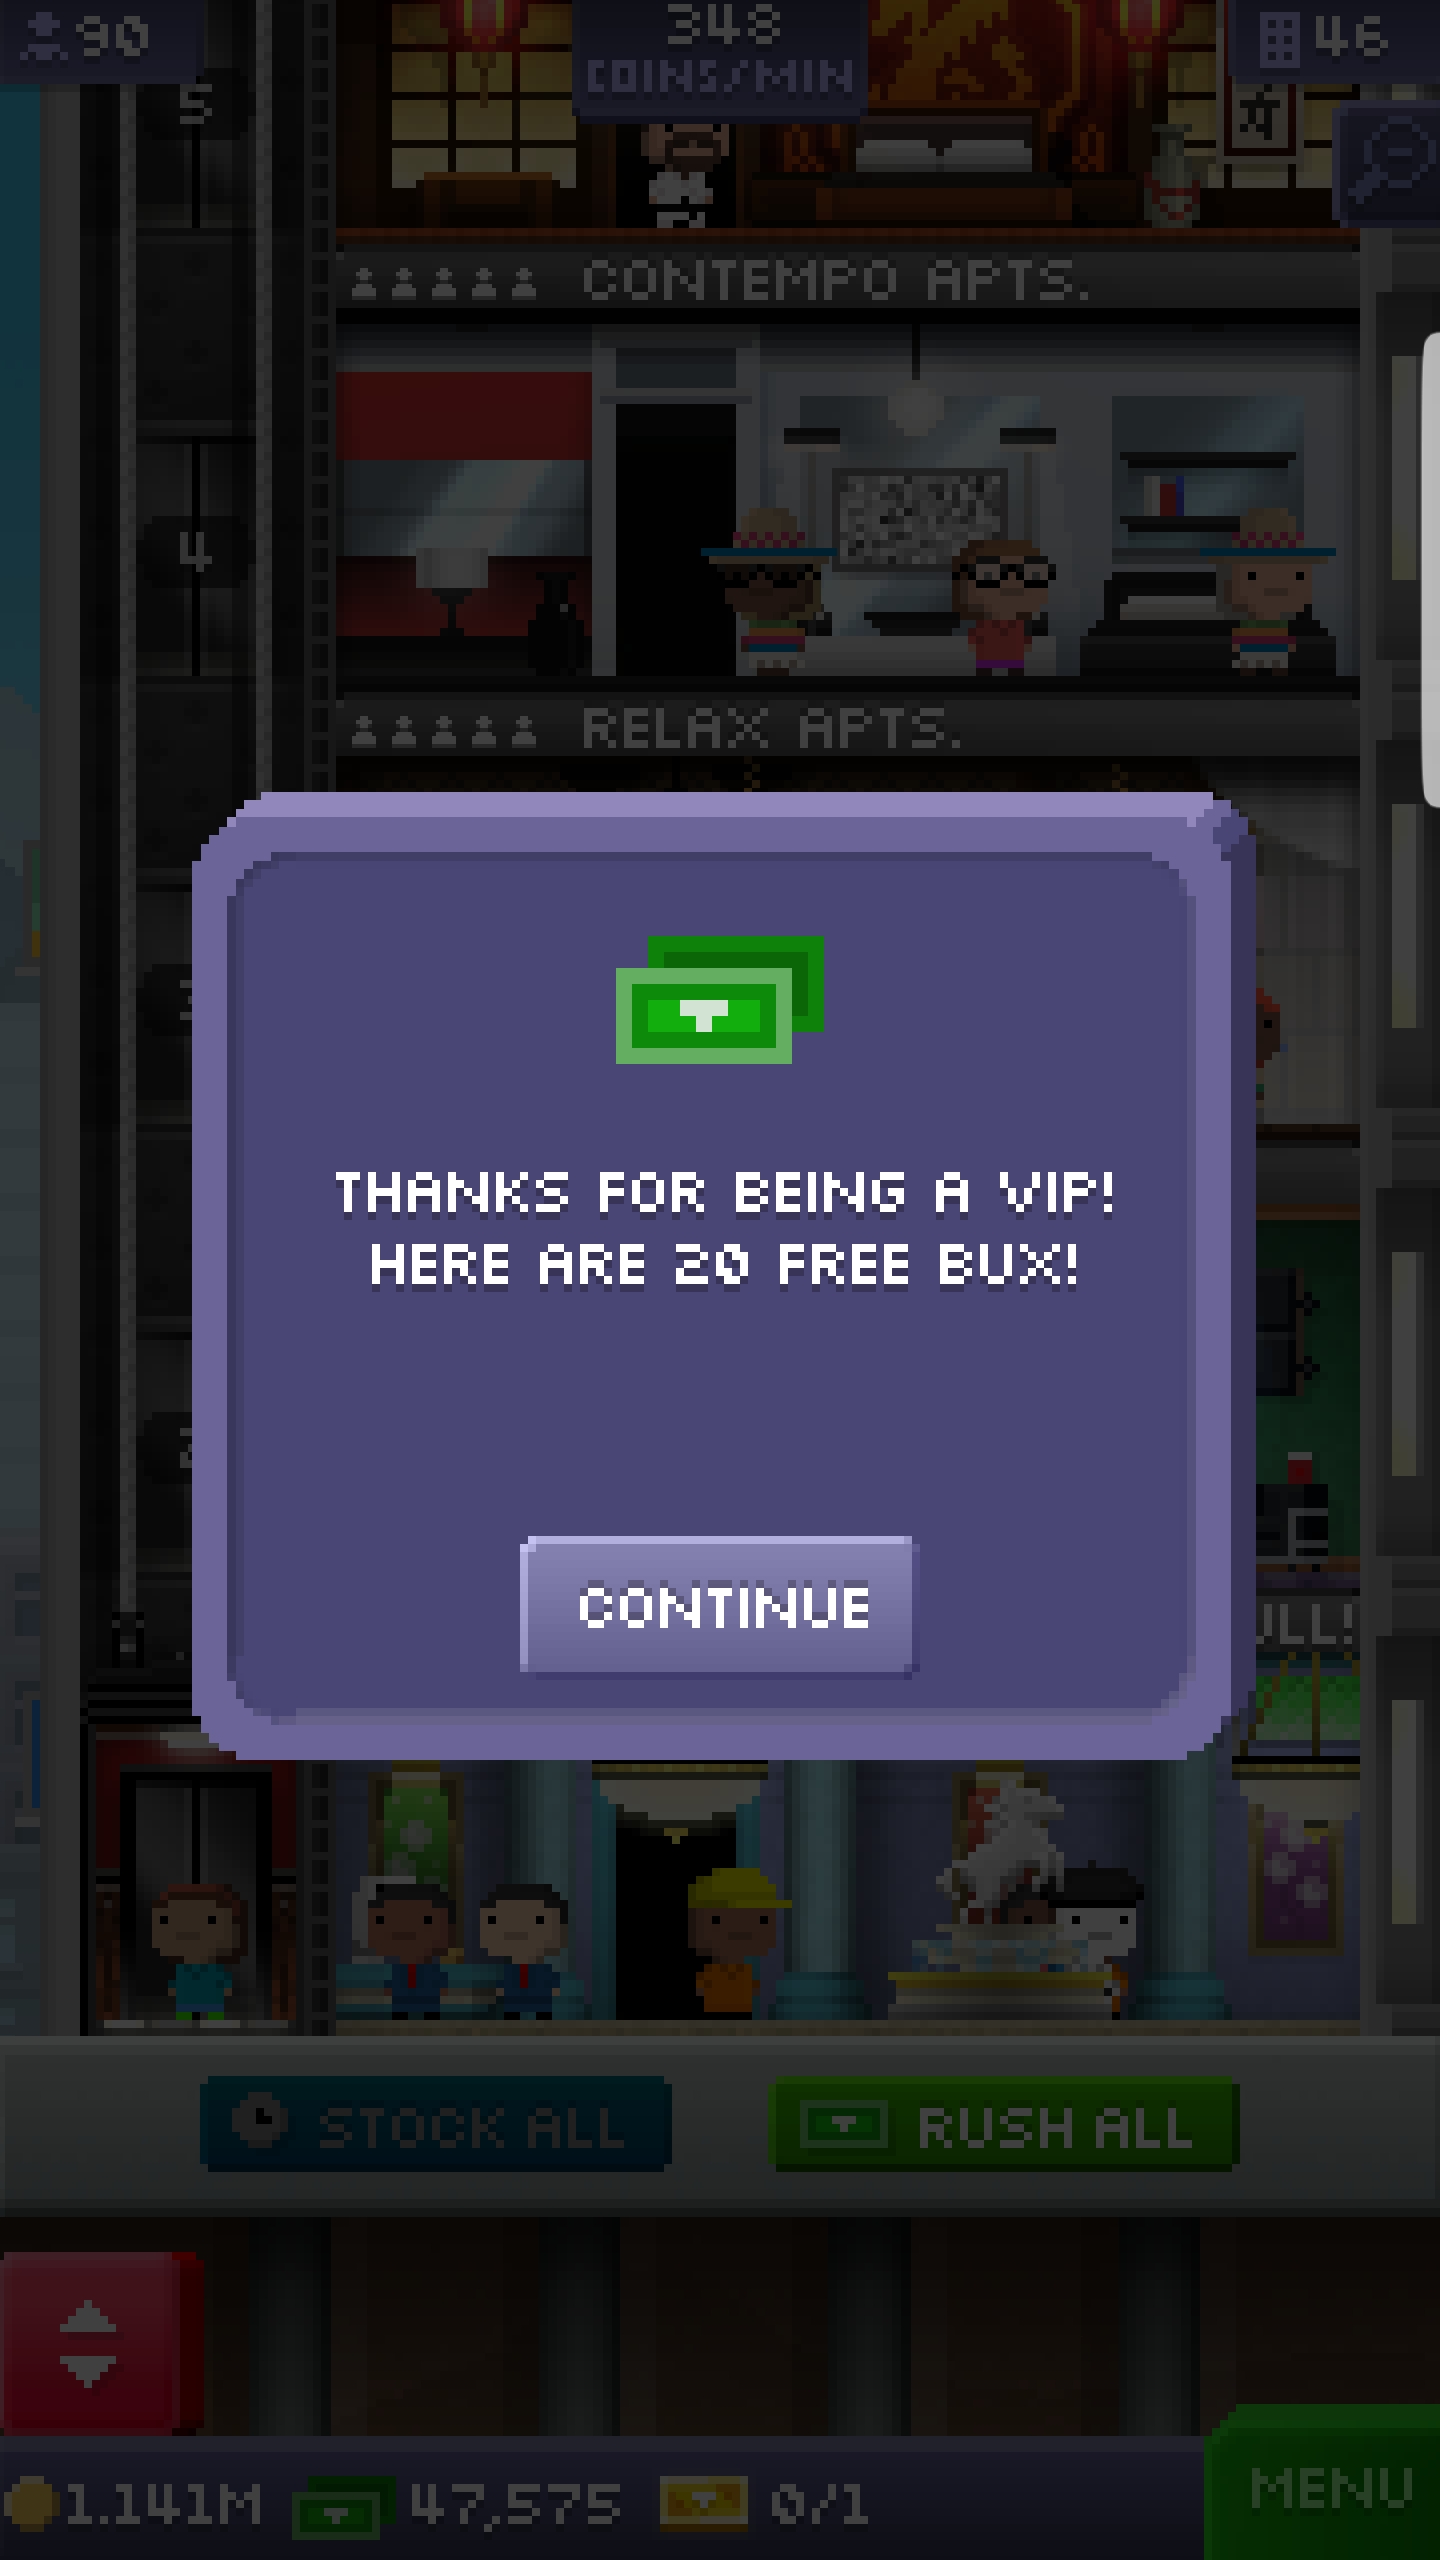 90
348
COINS/MIN
46
5
CONTEMPO APTS.
4
RELAX APTS.
THANKS FOR BEING A VIP!
HERE ARE 20 FREE BUX!
CONTINUE
STOCK ALL
RUSH ALL
1.141M
47,575
0/1
MENU